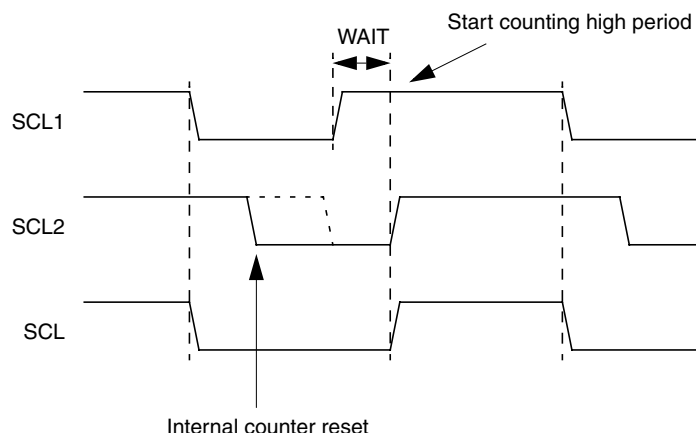 Start counting high period
WAIT
SCL1
SCL2
SCL
Internal counter reset